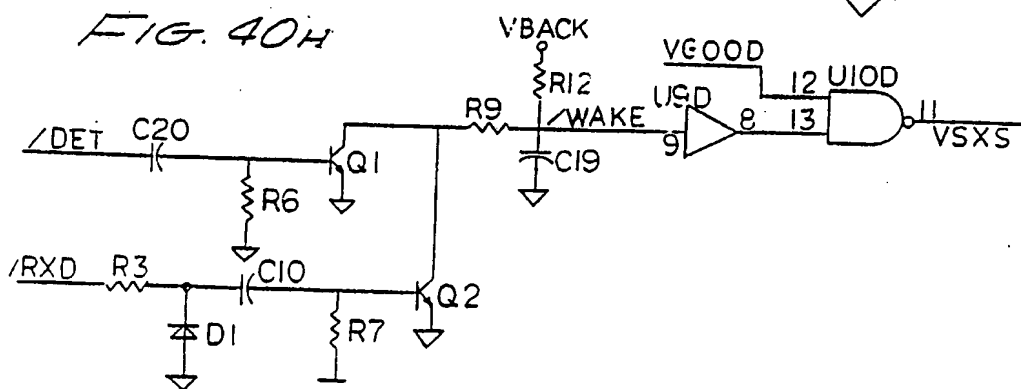 FIG. 40H
VBACK
VGOOD
R12
U10D
12
U9D
/DET
C20
R9
/WAKE
8
13
11
VSXS
9
Q1
C19
R6
/RXD
R3
C10
Q2
D1
R7